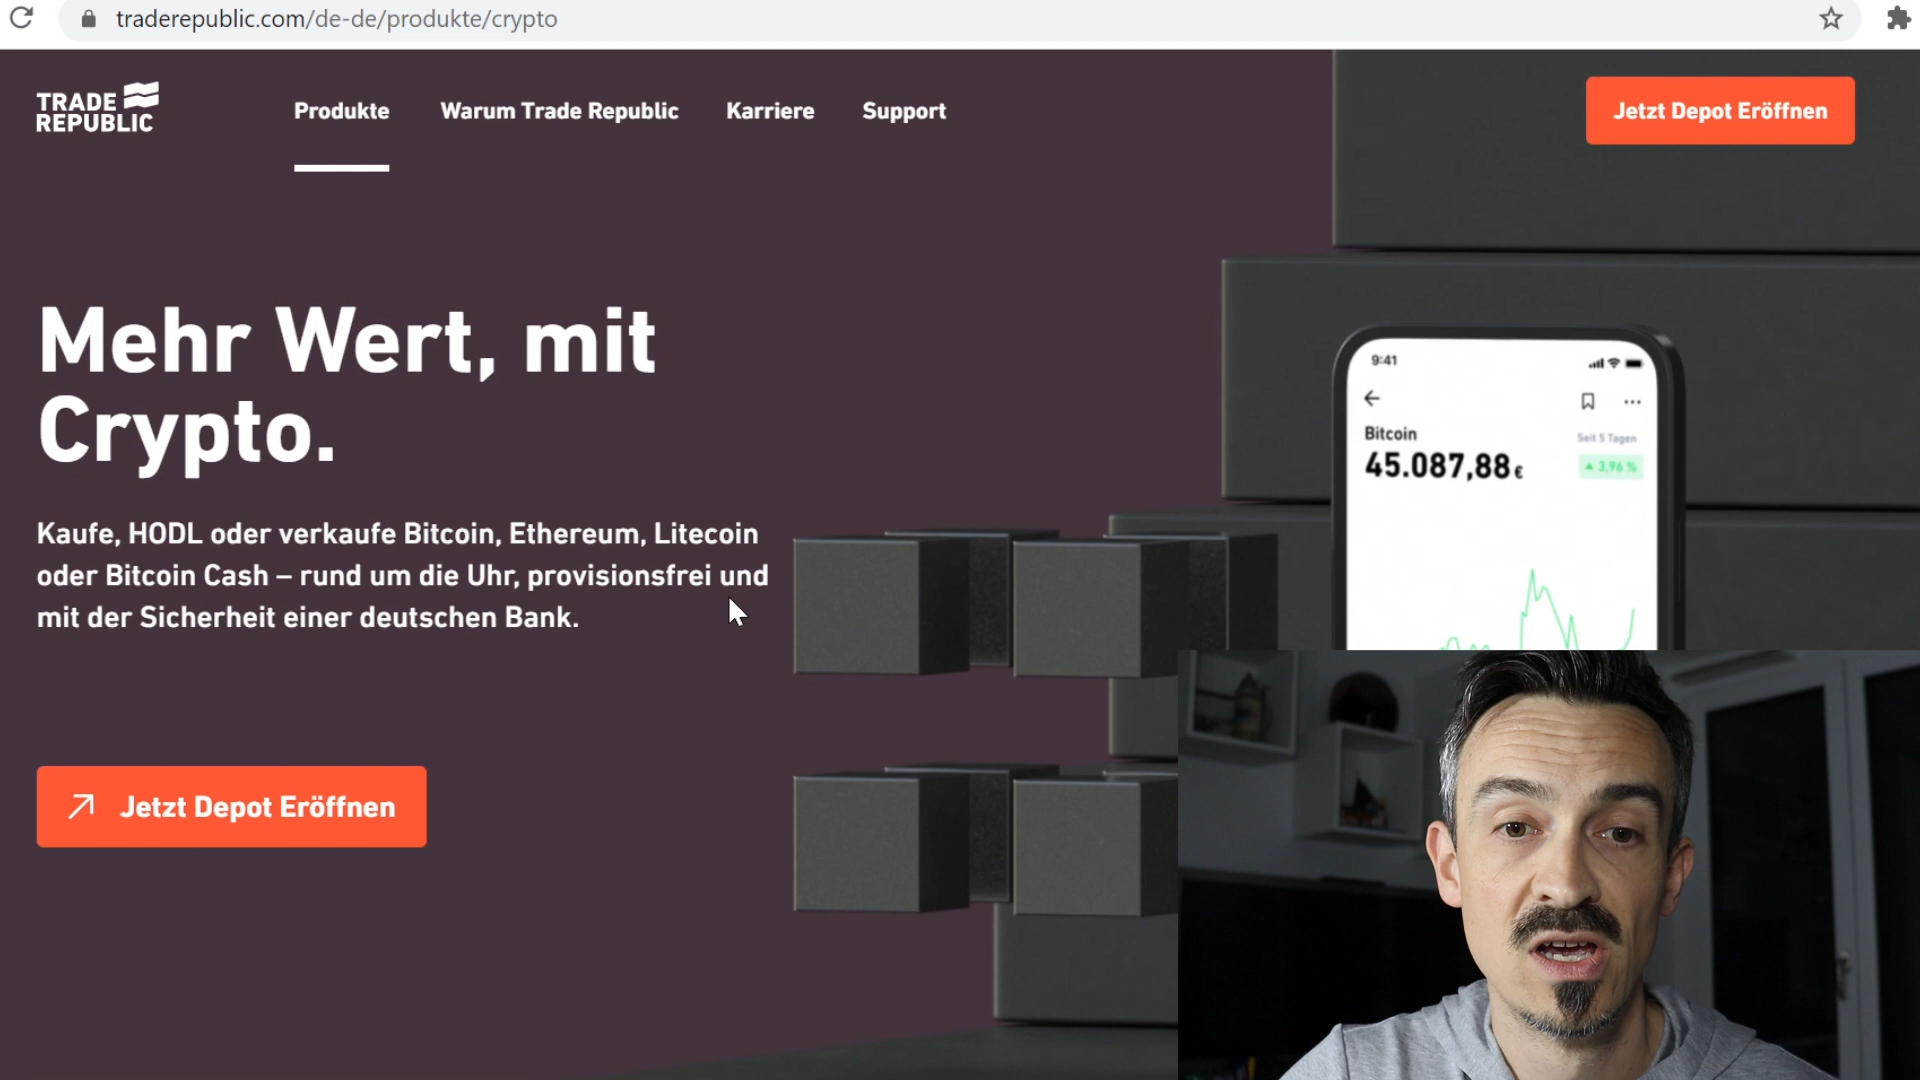 traderepublic.com/de-de/produkte/crypto
TRADE
REPUBLIC
Produkte
Warum Trade Republic
Karriere
Support
Jetzt Depot Eröffnen
Mehr Wert, mit
Crypto.
Kaufe, HODL oder verkaufe Bitcoin, Ethereum, Litecoin
oder Bitcoin Cash – rund um die Uhr, provisionsfrei und
mit der Sicherheit einer deutschen Bank.
Jetzt Depot Eröffnen
9:41
Bitcoin
Seit 5 Tagen
45.087,88 €
▲ 3,96 %